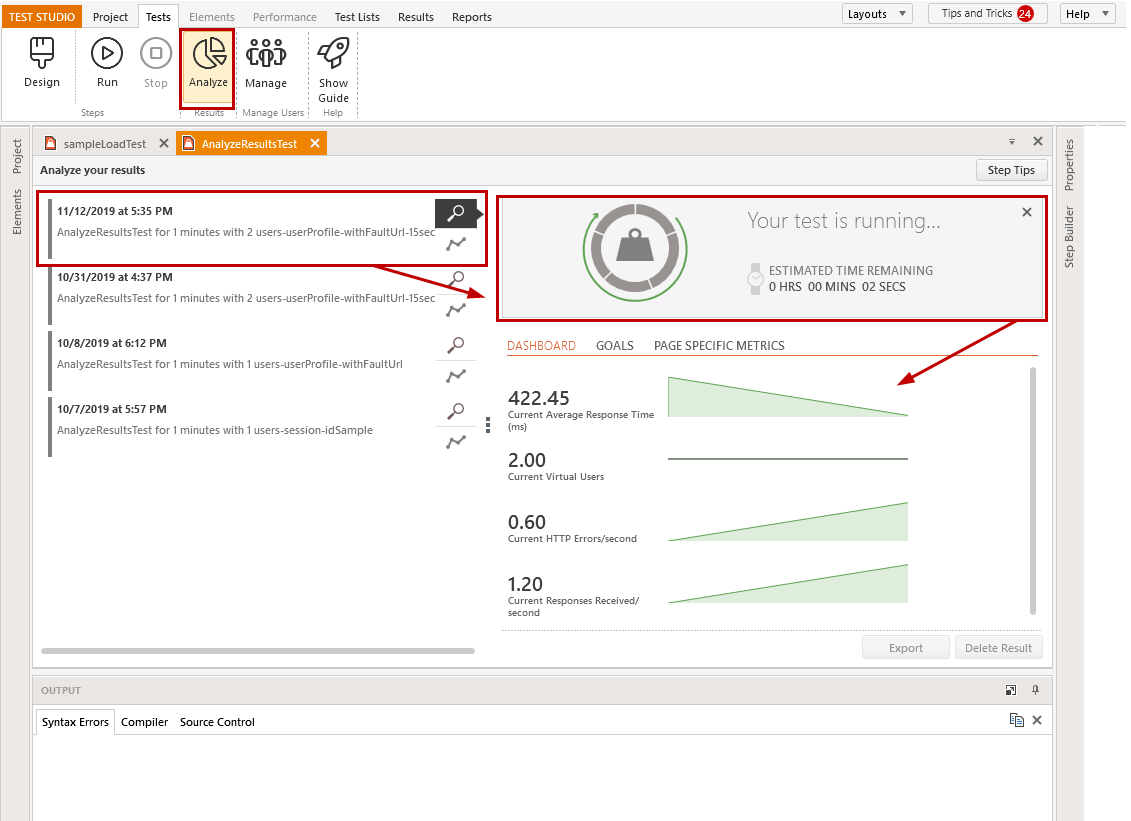 TEST STUDIO Project Tests Elements Performance Test Lists Results Reports Layouts Tips and Tricks 24 Help
Design Run Stop Analyze Manage Show
Guide
Steps Results Manage Users Help
Project
Elements
sampleLoadTest AnalyzeResultsTest
Analyze your results Step Tips
11/12/2019 at 5:35 PM
AnalyzeResultsTest for 1 minutes with 2 users-userProfile-withFaultUrl-15sec
10/31/2019 at 4:37 PM
AnalyzeResultsTest for 1 minutes with 2 users-userProfile-withFaultUrl-15sec
10/8/2019 at 6:12 PM
AnalyzeResultsTest for 1 minutes with 1 users-userProfile-withFaultUrl
10/7/2019 at 5:57 PM
AnalyzeResultsTest for 1 minutes with 1 users-session-idSample
Your test is running...
ESTIMATED TIME REMAINING
0 HRS 00 MINS 02 SECS
DASHBOARD GOALS PAGE SPECIFIC METRICS
422.45
Current Average Response Time
(ms)
2.00
Current Virtual Users
0.60
Current HTTP Errors/second
1.20
Current Responses Received/
second
Export Delete Result
Properties
Step Builder
OUTPUT
Syntax Errors Compiler Source Control